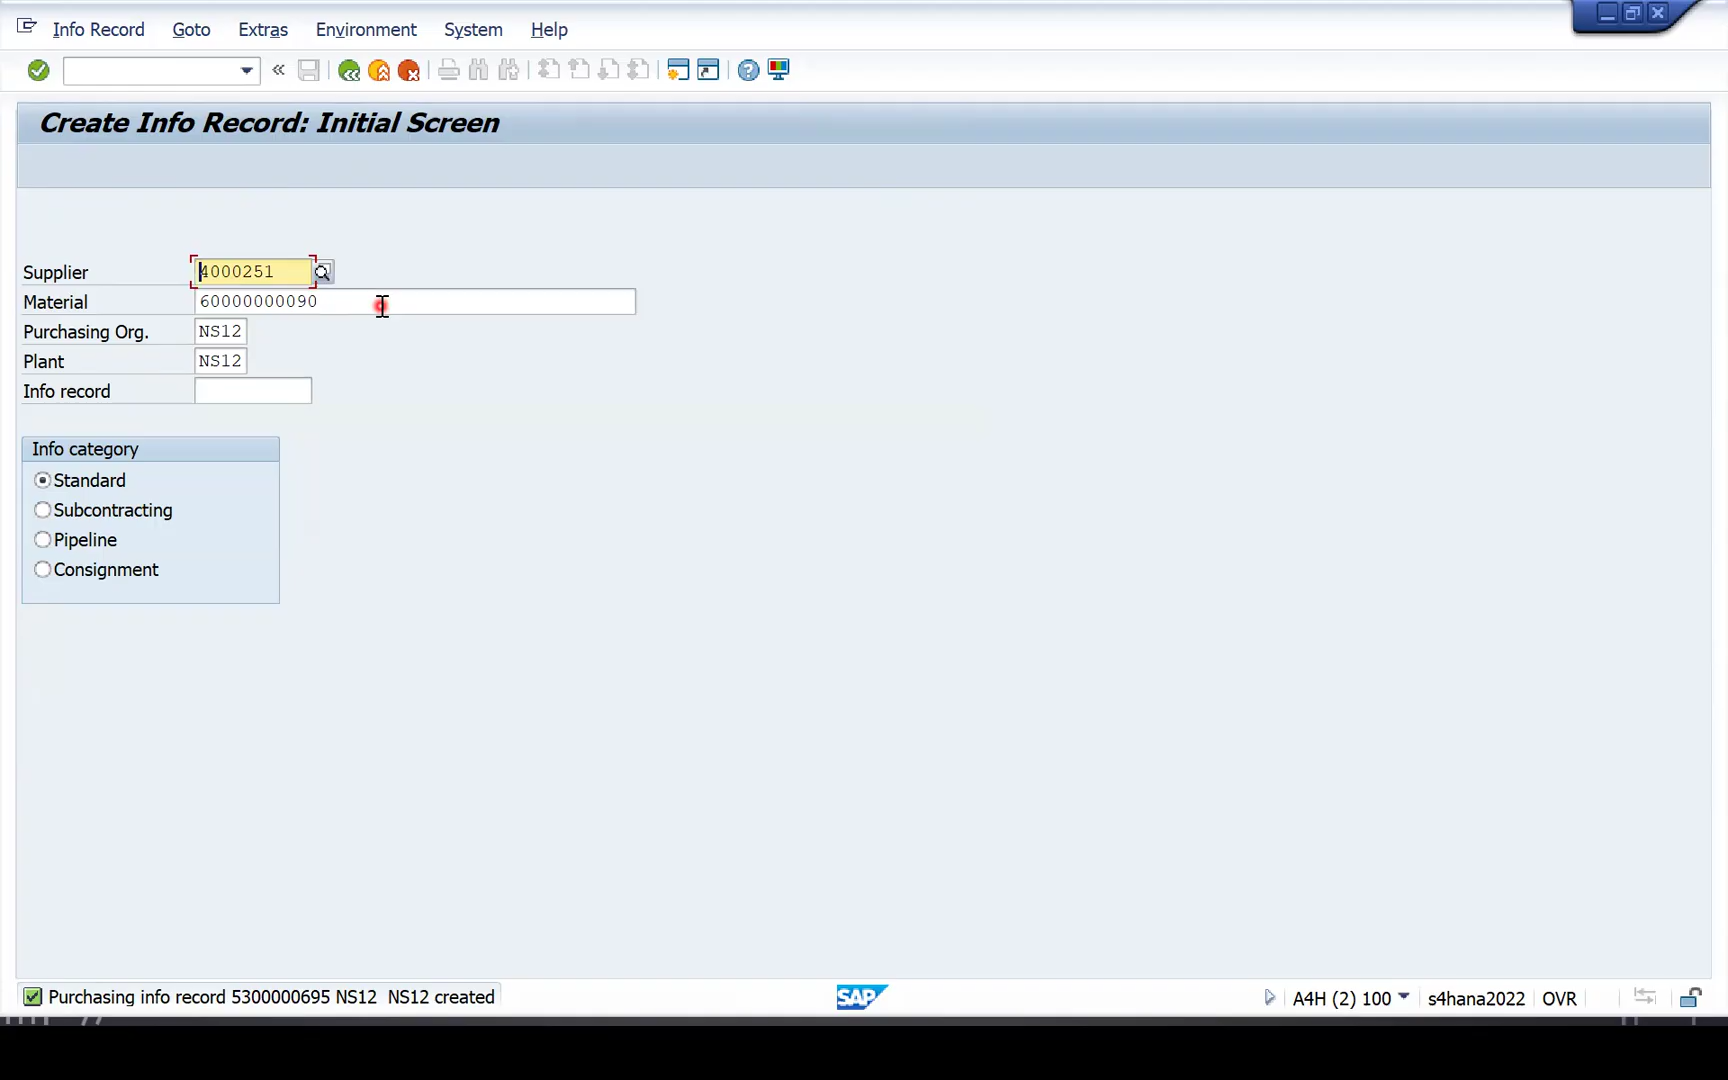 Info Record Goto Extras Environment System Help
Create Info Record: Initial Screen
Supplier 4000251
Material 60000000090
Purchasing Org. NS12
Plant NS12
Info record
Info category
Standard
Subcontracting
Pipeline
Consignment
Purchasing info record 5300000695 NS12 NS12 created
SAP
A4H (2) 100 s4hana2022 OVR